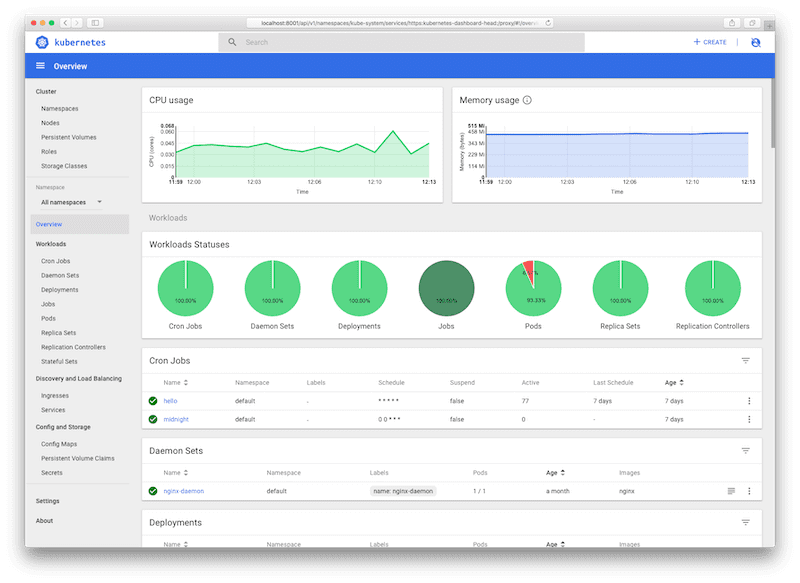 localhost:8001/api/v1/namespaces/kube-system/services/https:kubernetes-dashboard-head:/proxy/#!/overv
kubernetes
Search
+ CREATE
Overview
Cluster
Namespaces
Nodes
Persistent Volumes
Roles
Storage Classes
Namespace
All namespaces
Overview
Workloads
Cron Jobs
Daemon Sets
Deployments
Jobs
Pods
Replica Sets
Replication Controllers
Stateful Sets
Discovery and Load Balancing
Ingresses
Services
Config and Storage
Config Maps
Persistent Volume Claims
Secrets
Settings
About
CPU usage
CPU (cores)
0.068
0.060
0.045
0.030
0.015
0
11:59 12:00 12:03 12:06 12:10 12:13
Time
Memory usage
Memory (bytes)
515 Mi
458 Mi
343 Mi
229 Mi
114 Mi
0
11:59 12:00 12:03 12:06 12:10 12:13
Time
Workloads
Workloads Statuses
100.00% 100.00% 100.00% 100.00% 93.33% 100.00% 100.00%
Cron Jobs Daemon Sets Deployments Jobs Pods Replica Sets Replication Controllers
Cron Jobs
Name Namespace Labels Schedule Suspend Active Last Schedule Age
hello default - * * * * * false 77 7 days 7 days
midnight default - 0 0 * * * false 0 - 7 days
Daemon Sets
Name Namespace Labels Pods Age Images
nginx-daemon default name: nginx-daemon 1 / 1 a month nginx
Deployments
Name Namespace Labels Pods Age Images